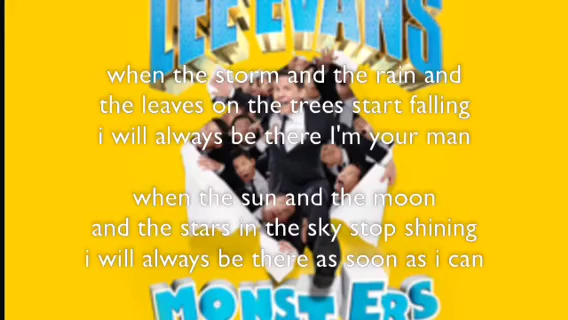 LEE EVANS
when the storm and the rain and
the leaves on the trees start falling
i will always be there I'm your man
when the sun and the moon
and the stars in the sky stop shining
i will always be there as soon as i can
MONSTERS